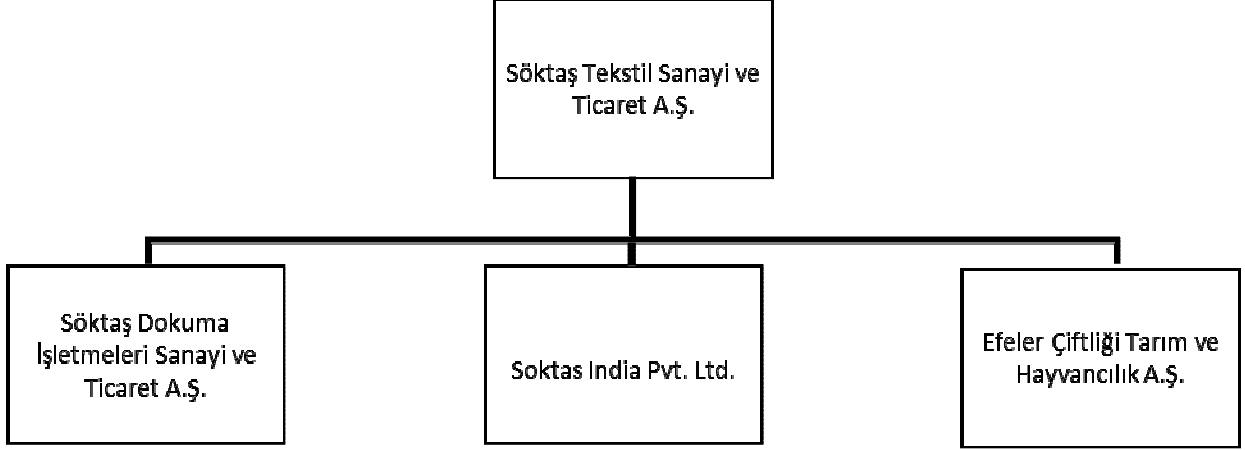 Söktaş Tekstil Sanayi ve
Ticaret A.Ş.
Söktaş Dokuma
İşletmeleri Sanayi ve
Ticaret A.Ş.
Soktas India Pvt. Ltd.
Efeler Çiftliği Tarım ve
Hayvancılık A.Ş.